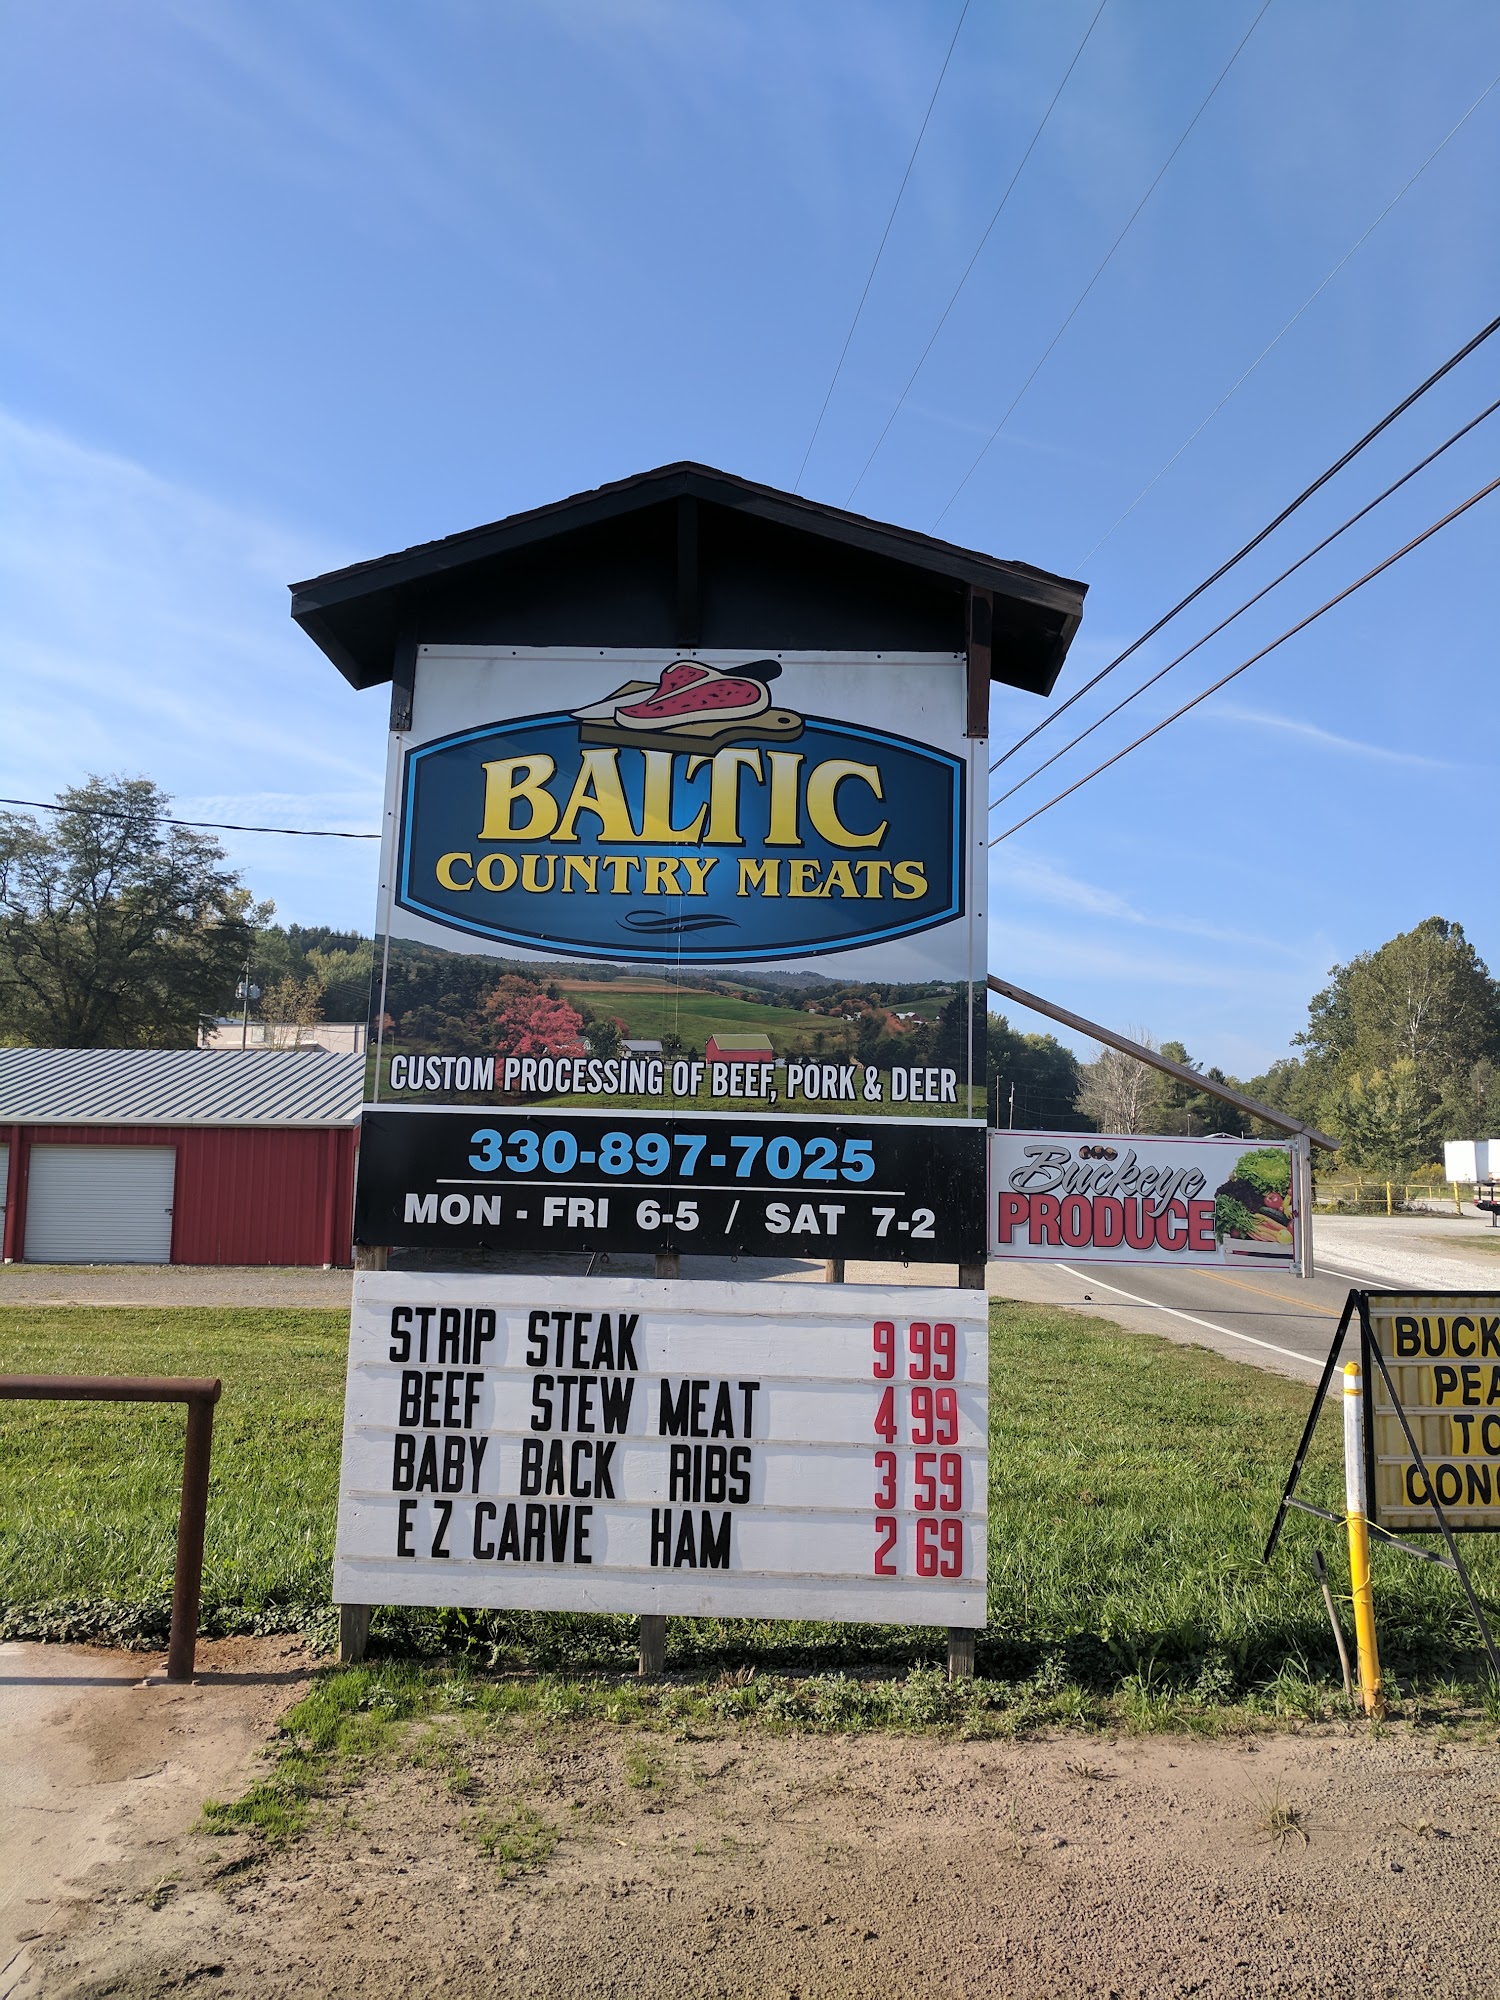 BALTIC
COUNTRY MEATS
CUSTOM PROCESSING OF BEEF, PORK & DEER
330-897-7025
MON - FRI 6-5 / SAT 7-2
Buckeye
PRODUCE
STRIP STEAK 9 99
BEEF STEW MEAT 4 99
BABY BACK RIBS 3 59
E Z CARVE HAM 2 69